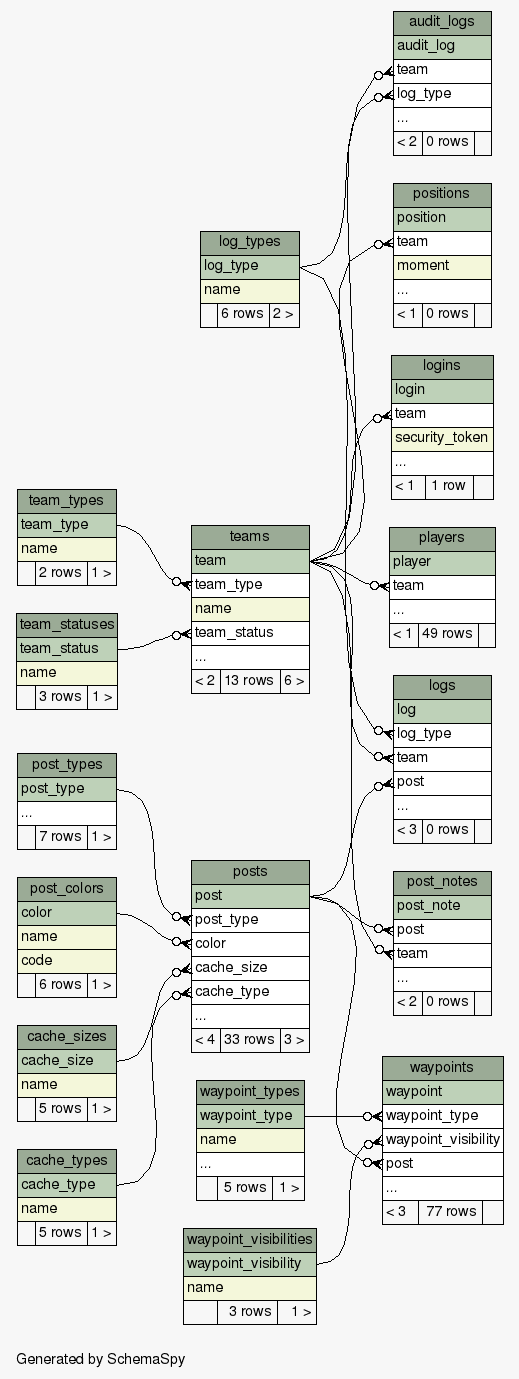 audit_logs
audit_log
team
log_type
...
< 2 0 rows
positions
position
team
moment
...
< 1 0 rows
log_types
log_type
name
6 rows 2 >
logins
login
team
security_token
...
< 1 1 row
team_types
team_type
name
2 rows 1 >
teams
team
team_type
name
team_status
...
< 2 13 rows 6 >
players
player
team
...
< 1 49 rows
team_statuses
team_status
name
3 rows 1 >
logs
log
log_type
team
post
...
< 3 0 rows
post_types
post_type
...
7 rows 1 >
posts
post
post_type
color
cache_size
cache_type
...
< 4 33 rows 3 >
post_notes
post_note
post
team
...
< 2 0 rows
post_colors
color
name
code
6 rows 1 >
cache_sizes
cache_size
name
5 rows 1 >
waypoints
waypoint
waypoint_type
waypoint_visibility
post
...
< 3 77 rows
waypoint_types
waypoint_type
name
...
5 rows 1 >
cache_types
cache_type
name
5 rows 1 >
waypoint_visibilities
waypoint_visibility
name
3 rows 1 >
Generated by SchemaSpy